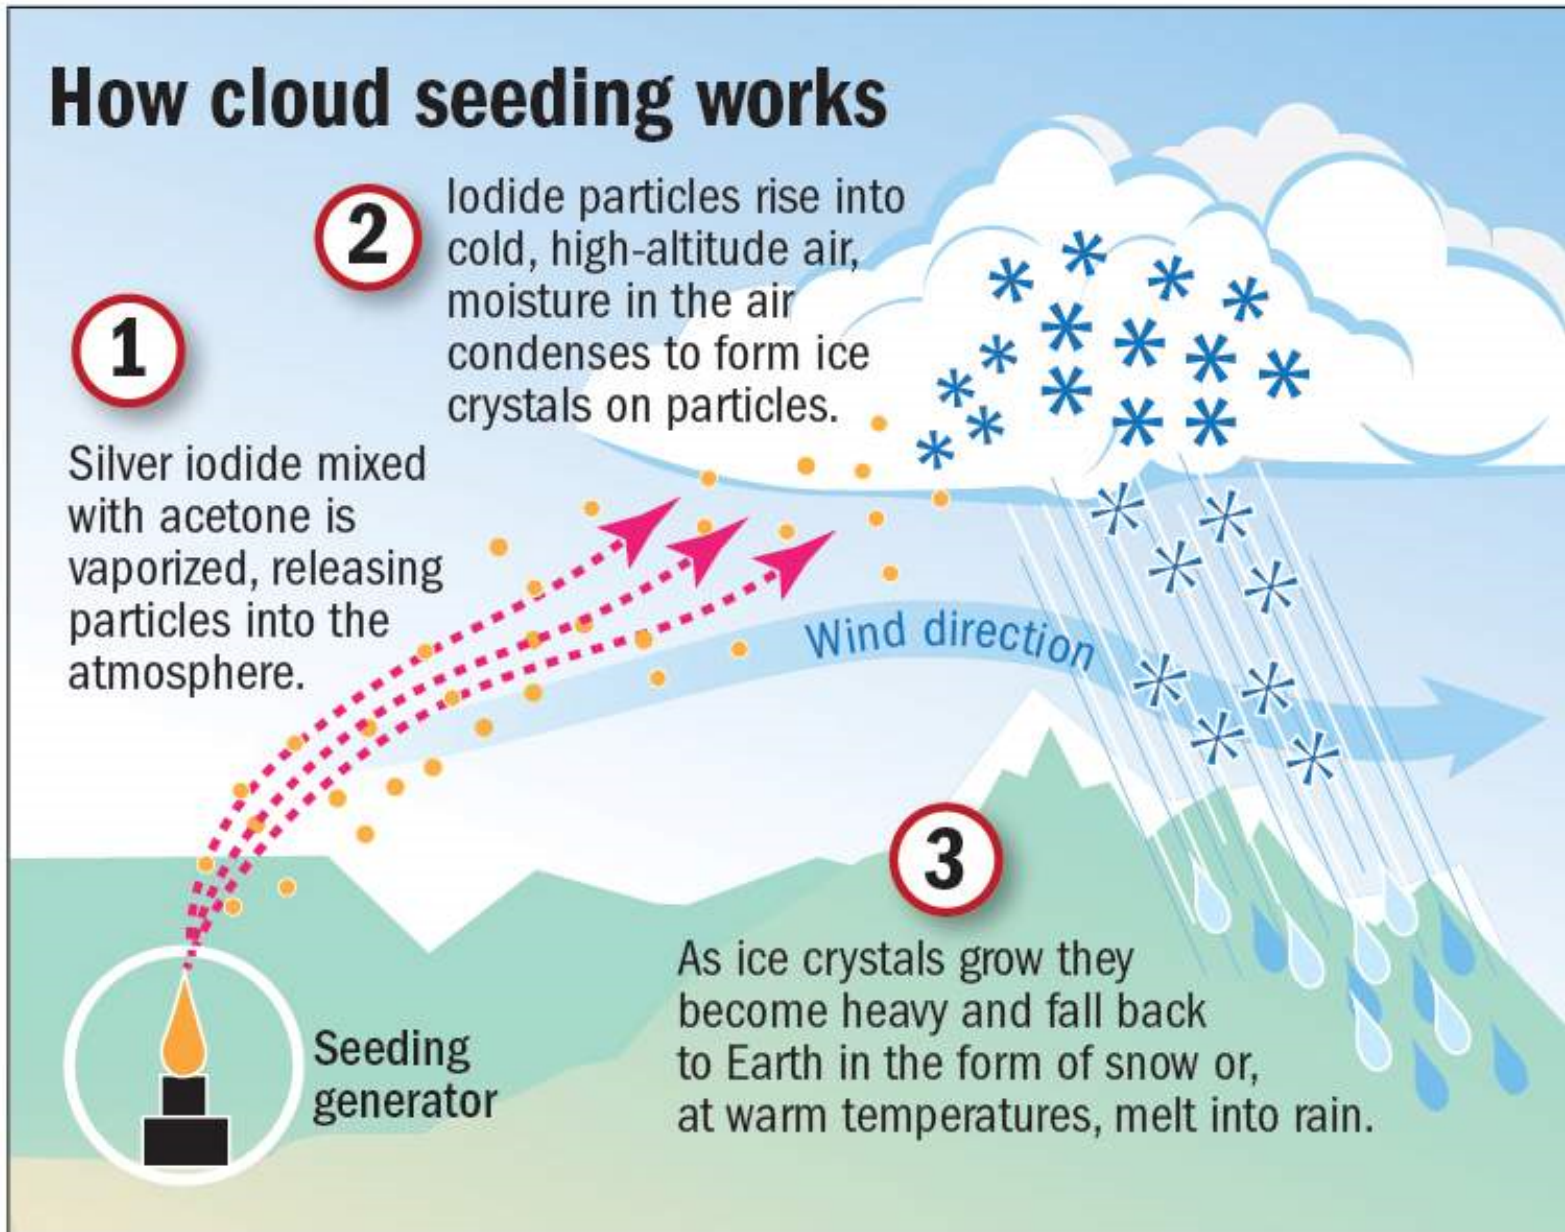 How cloud seeding works
1
Silver iodide mixed
with acetone is
vaporized, releasing
particles into the
atmosphere.
2
Iodide particles rise into
cold, high-altitude air,
moisture in the air
condenses to form ice
crystals on particles.
Wind direction
3
As ice crystals grow they
become heavy and fall back
to Earth in the form of snow or,
at warm temperatures, melt into rain.
Seeding
generator